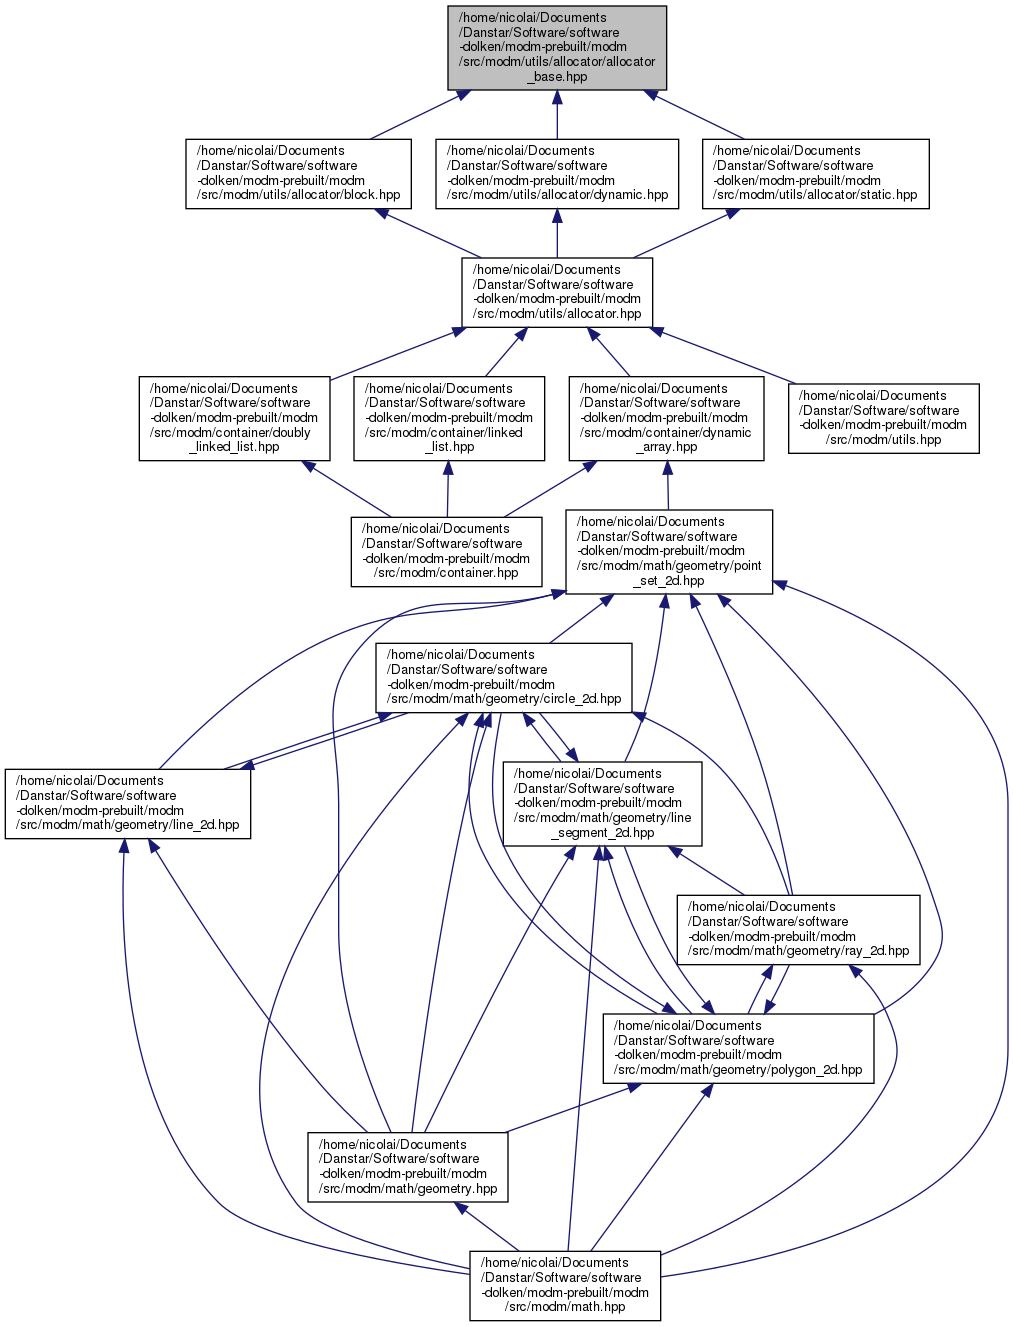 /home/nicolai/Documents
/Danstar/Software/software
-dolken/modm-prebuilt/modm
/src/modm/utils/allocator/allocator
_base.hpp
/home/nicolai/Documents
/Danstar/Software/software
-dolken/modm-prebuilt/modm
/src/modm/utils/allocator/block.hpp
/home/nicolai/Documents
/Danstar/Software/software
-dolken/modm-prebuilt/modm
/src/modm/utils/allocator/dynamic.hpp
/home/nicolai/Documents
/Danstar/Software/software
-dolken/modm-prebuilt/modm
/src/modm/utils/allocator/static.hpp
/home/nicolai/Documents
/Danstar/Software/software
-dolken/modm-prebuilt/modm
/src/modm/utils/allocator.hpp
/home/nicolai/Documents
/Danstar/Software/software
-dolken/modm-prebuilt/modm
/src/modm/container/doubly
_linked_list.hpp
/home/nicolai/Documents
/Danstar/Software/software
-dolken/modm-prebuilt/modm
/src/modm/container/linked
_list.hpp
/home/nicolai/Documents
/Danstar/Software/software
-dolken/modm-prebuilt/modm
/src/modm/container/dynamic
_array.hpp
/home/nicolai/Documents
/Danstar/Software/software
-dolken/modm-prebuilt/modm
/src/modm/utils.hpp
/home/nicolai/Documents
/Danstar/Software/software
-dolken/modm-prebuilt/modm
/src/modm/container.hpp
/home/nicolai/Documents
/Danstar/Software/software
-dolken/modm-prebuilt/modm
/src/modm/math/geometry/point
_set_2d.hpp
/home/nicolai/Documents
/Danstar/Software/software
-dolken/modm-prebuilt/modm
/src/modm/math/geometry/circle_2d.hpp
/home/nicolai/Documents
/Danstar/Software/software
-dolken/modm-prebuilt/modm
/src/modm/math/geometry/line_2d.hpp
/home/nicolai/Documents
/Danstar/Software/software
-dolken/modm-prebuilt/modm
/src/modm/math/geometry/line
_segment_2d.hpp
/home/nicolai/Documents
/Danstar/Software/software
-dolken/modm-prebuilt/modm
/src/modm/math/geometry/ray_2d.hpp
/home/nicolai/Documents
/Danstar/Software/software
-dolken/modm-prebuilt/modm
/src/modm/math/geometry/polygon_2d.hpp
/home/nicolai/Documents
/Danstar/Software/software
-dolken/modm-prebuilt/modm
/src/modm/math/geometry.hpp
/home/nicolai/Documents
/Danstar/Software/software
-dolken/modm-prebuilt/modm
/src/modm/math.hpp